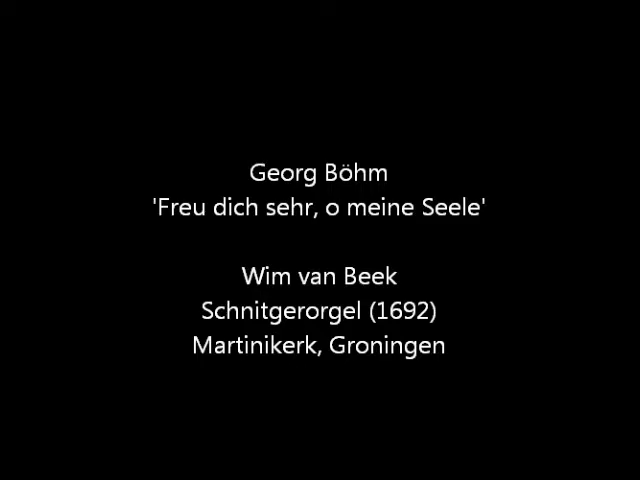 Georg Böhm
'Freu dich sehr, o meine Seele'
Wim van Beek
Schnitgerorgel (1692)
Martinikerk, Groningen